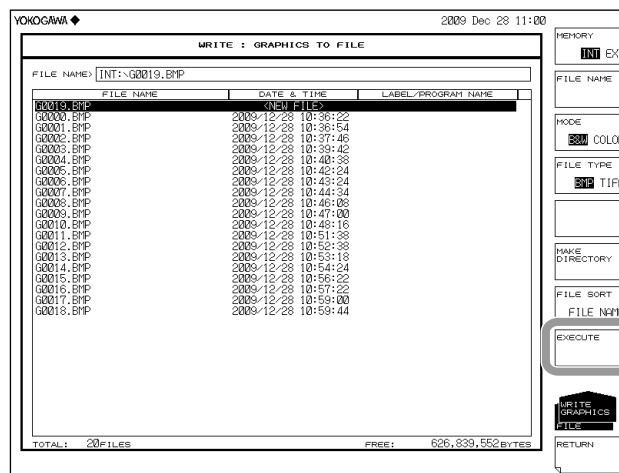 YOKOGAWA ◆ 2009 Dec 28 11:00
WRITE : GRAPHICS TO FILE
FILE NAME> INT:\G0019.BMP
FILE NAME DATE & TIME LABEL/PROGRAM NAME
G0019.BMP <NEW FILE>
G0000.BMP 2009/12/28 10:36:22
G0001.BMP 2009/12/28 10:36:54
G0002.BMP 2009/12/28 10:37:46
G0003.BMP 2009/12/28 10:39:42
G0004.BMP 2009/12/28 10:40:38
G0005.BMP 2009/12/28 10:42:24
G0006.BMP 2009/12/28 10:43:24
G0007.BMP 2009/12/28 10:44:34
G0008.BMP 2009/12/28 10:46:08
G0009.BMP 2009/12/28 10:47:00
G0010.BMP 2009/12/28 10:48:16
G0011.BMP 2009/12/28 10:51:38
G0012.BMP 2009/12/28 10:52:38
G0013.BMP 2009/12/28 10:53:18
G0014.BMP 2009/12/28 10:54:24
G0015.BMP 2009/12/28 10:56:22
G0016.BMP 2009/12/28 10:57:22
G0017.BMP 2009/12/28 10:59:00
G0018.BMP 2009/12/28 10:59:44
TOTAL: 20FILES FREE: 626,839,552 BYTES
MEMORY
INT EX
FILE NAME
MODE
B&W COLO
FILE TYPE
BMP TIF
MAKE
DIRECTORY
FILE SORT
FILE NAM
EXECUTE
WRITE
GRAPHICS
FILE
RETURN